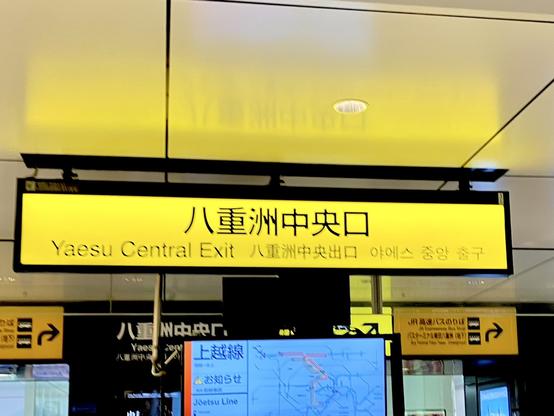 八重洲中央口
Yaesu Central Exit 八重洲中央出口 야에스 중앙 출구
八重洲中央口
JR高速バスのりば
上越線
お知らせ
Jōetsu Line